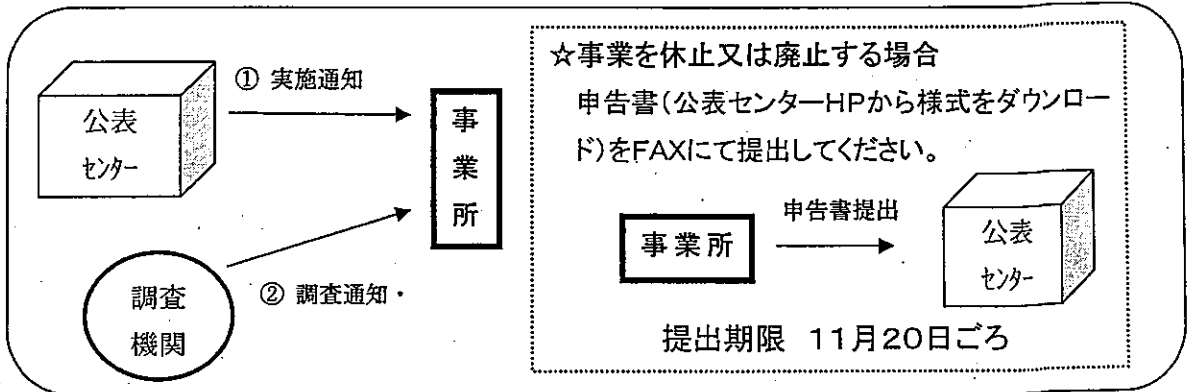 ① 実施通知
公表
センター
事
業
所
調査
機関
② 調査通知・
☆事業を休止又は廃止する場合
申告書(公表センターHPから様式をダウンロー
ド)をFAXにて提出してください。
事業所
申告書提出
公表
センター
提出期限 11月20日ごろ